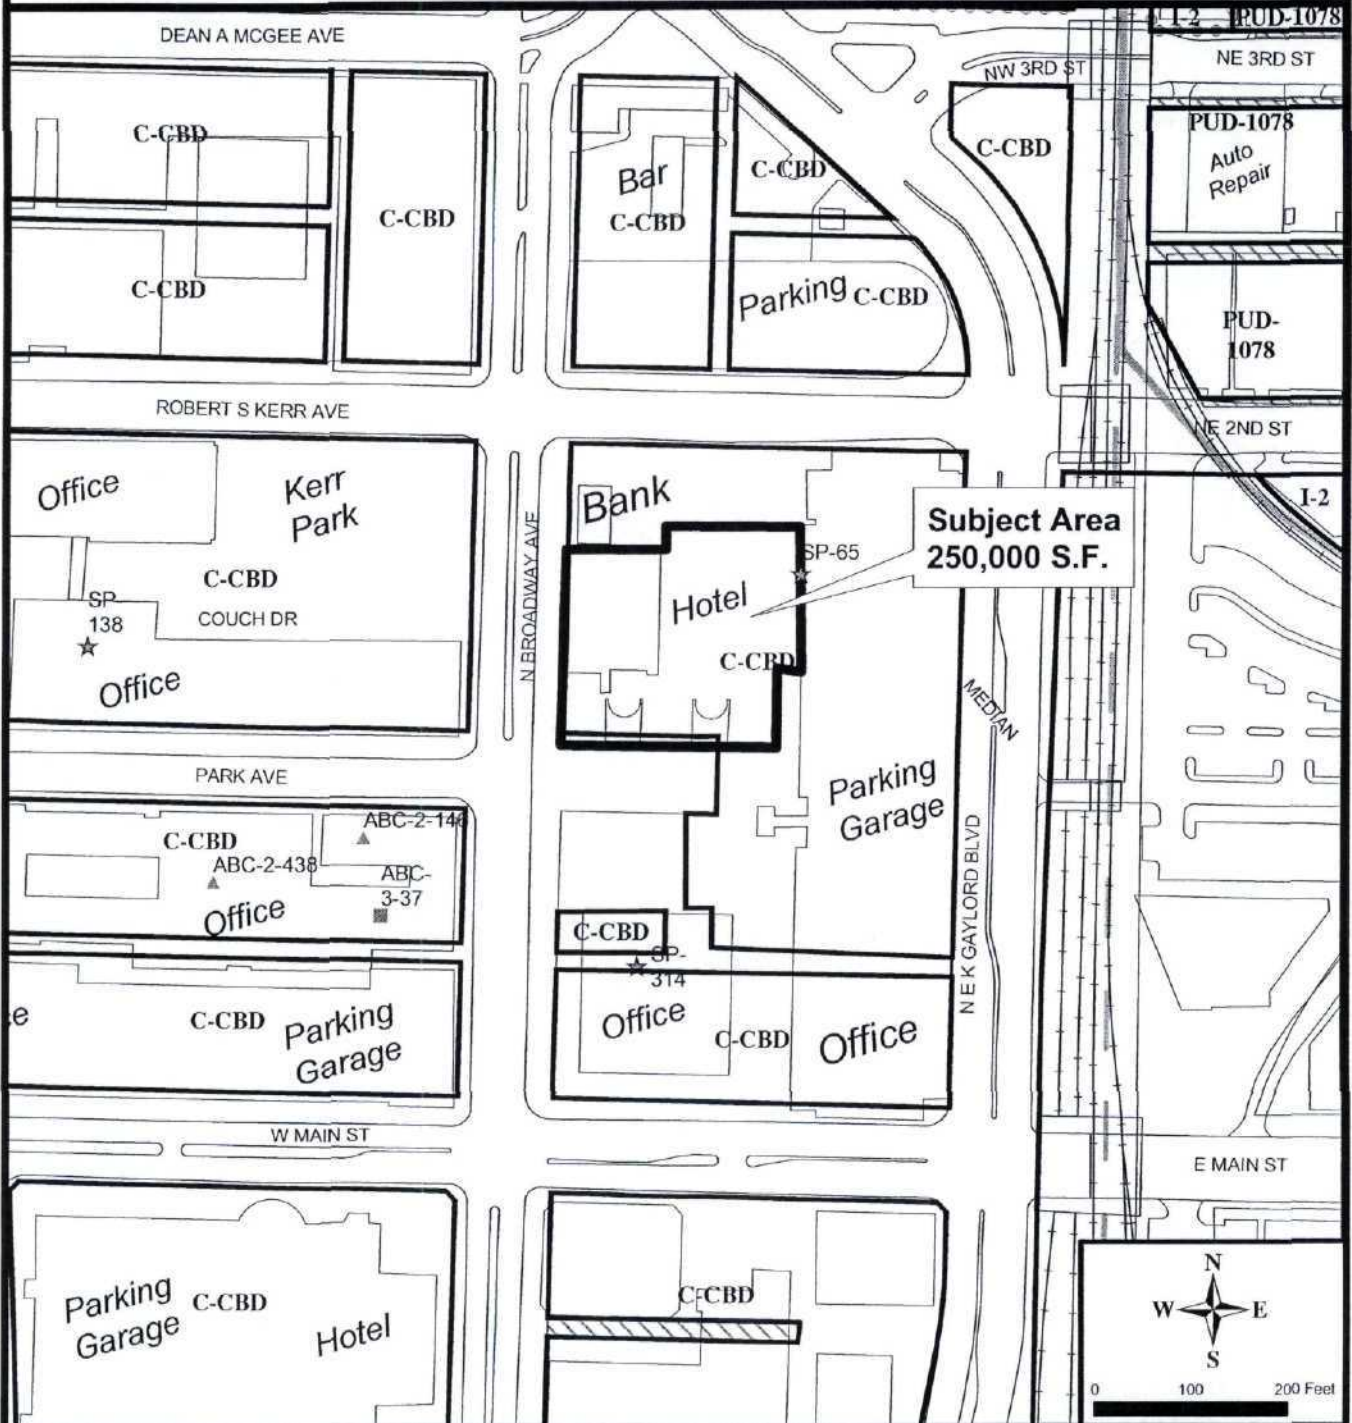 I-2
PUD-1078
DEAN A MCGEE AVE
NW 3RD ST
NE 3RD ST
C-CBD
C-CBD
Bar
C-CBD
C-CBD
C-CBD
PUD-1078
Auto
Repair
C-CBD
Parking
C-CBD
PUD-
1078
ROBERT S KERR AVE
NE 2ND ST
Office
Kerr
Park
Bank
I-2
Subject Area
250,000 S.F.
SP-65
C-CBD
N BROADWAY AVE
Hotel
SP-
138
COUCH DR
C-CBD
Office
MEDIAN
PARK AVE
Parking
Garage
C-CBD
ABC-2-146
ABC-2-438
ABC-
3-37
Office
N E K GAYLORD BLVD
C-CBD
SP-
314
C-CBD
Parking
Garage
Office
C-CBD
Office
W MAIN ST
E MAIN ST
Parking
Garage
C-CBD
Hotel
C-CBD
N
W
E
S
0
100
200 Feet